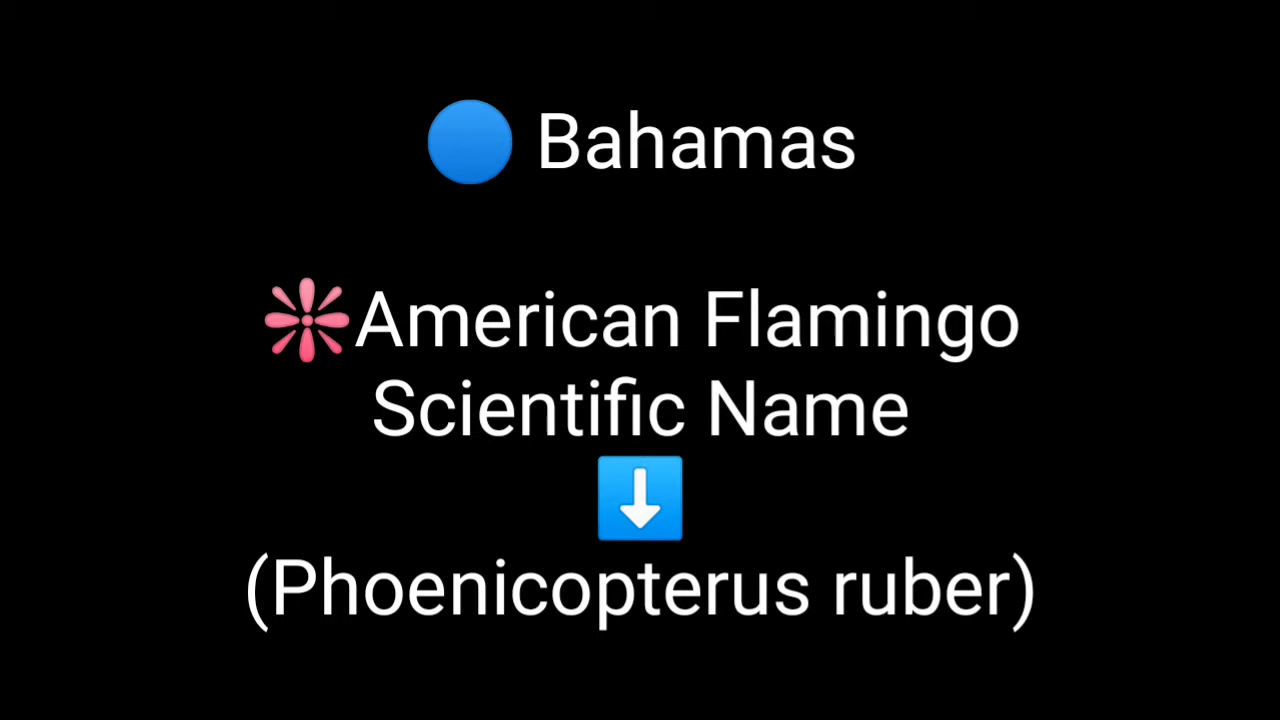 🔵 Bahamas
❇American Flamingo
Scientific Name
⬇
(Phoenicopterus ruber)